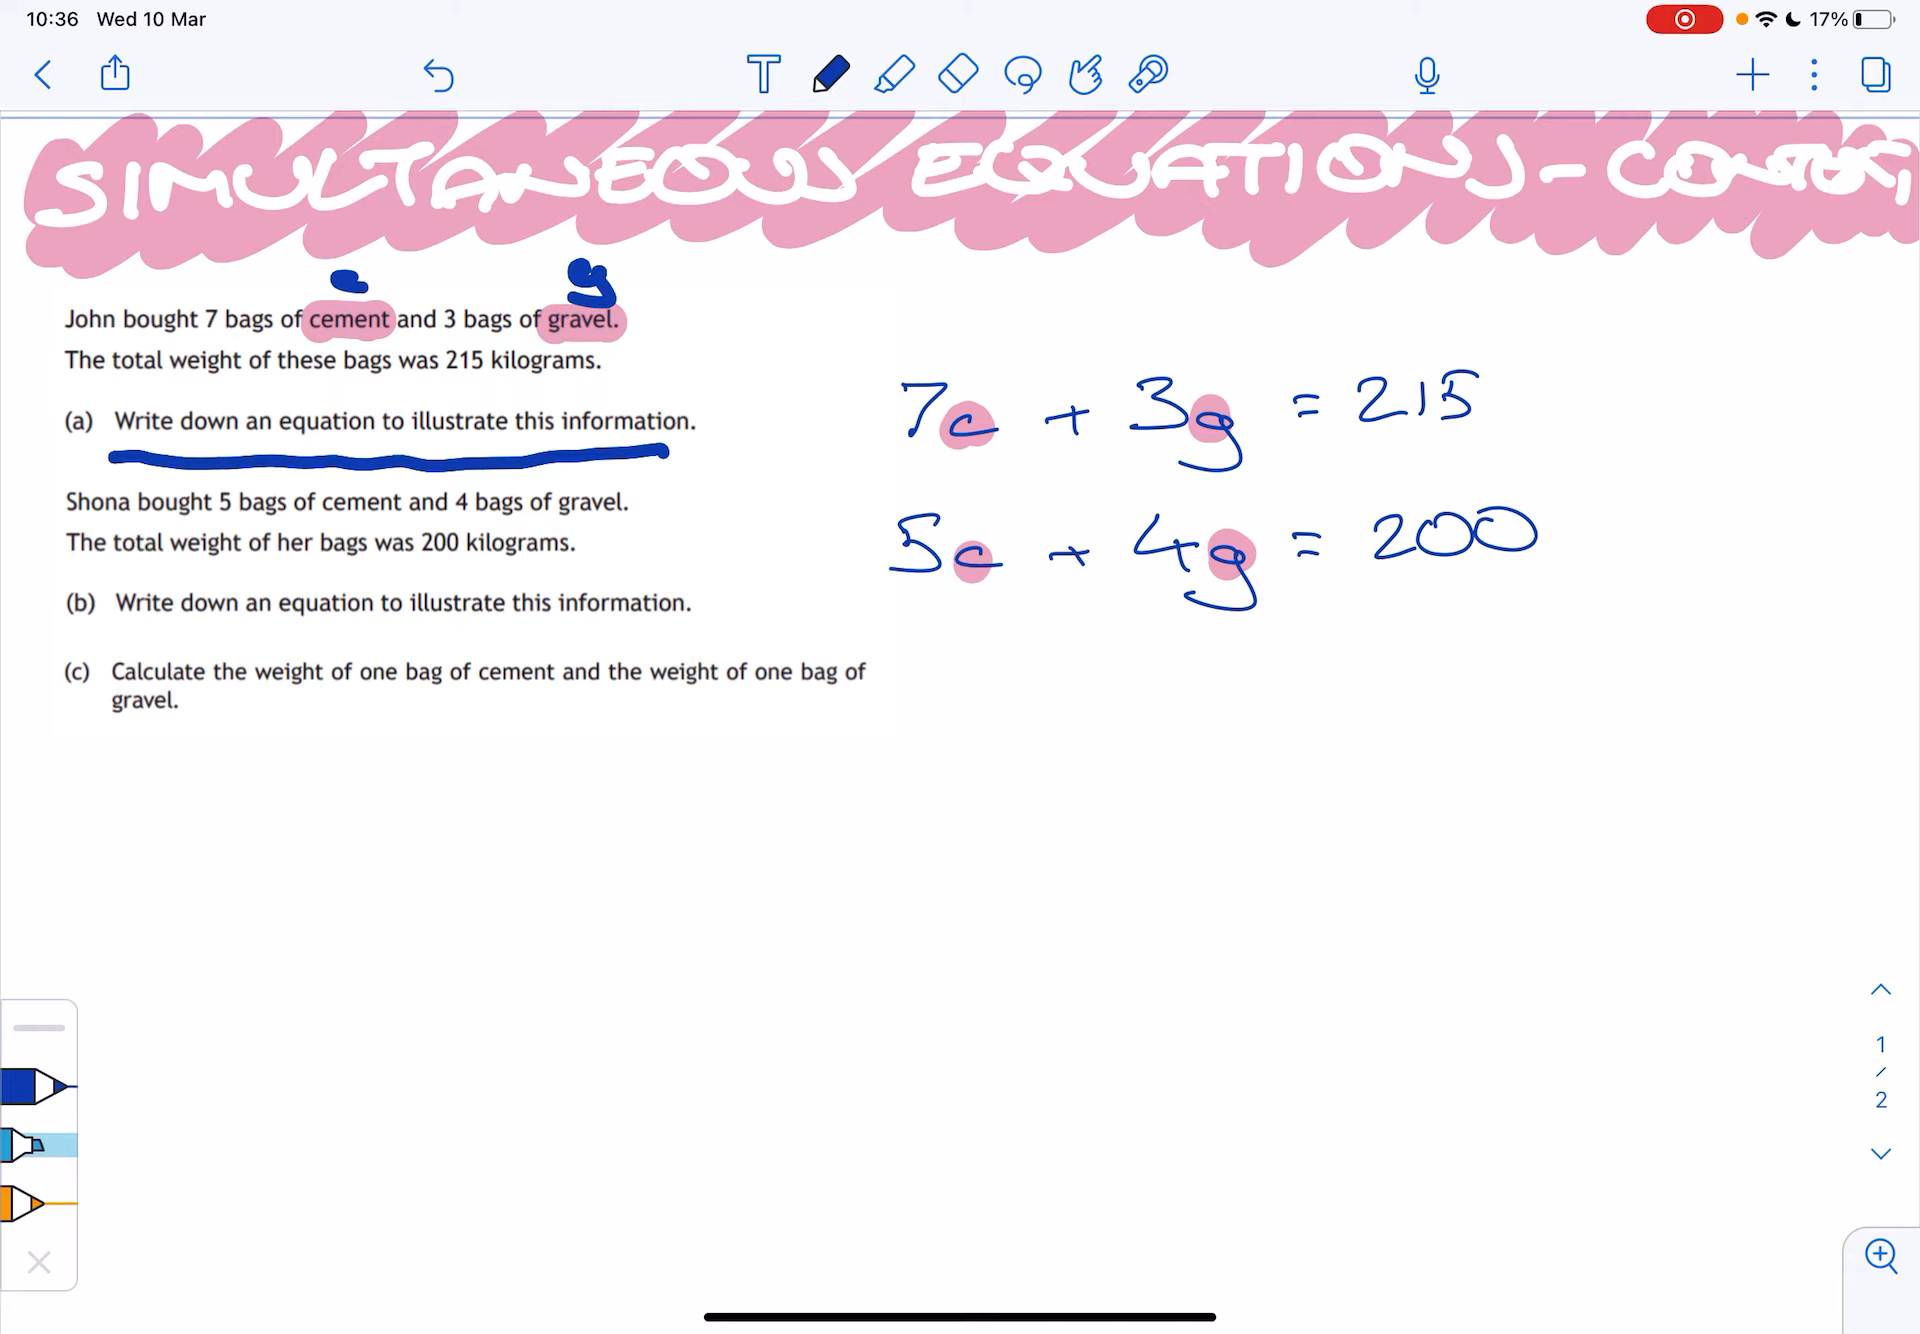 10:36 Wed 10 Mar
17%
SIMULTANEOUS EQUATIONS -
c g
John bought 7 bags of cement and 3 bags of gravel.
The total weight of these bags was 215 kilograms.
(a) Write down an equation to illustrate this information.
Shona bought 5 bags of cement and 4 bags of gravel.
The total weight of her bags was 200 kilograms.
(b) Write down an equation to illustrate this information.
(c) Calculate the weight of one bag of cement and the weight of one bag of
gravel.
7c + 3g = 215
5c + 4g = 200
1
/
2